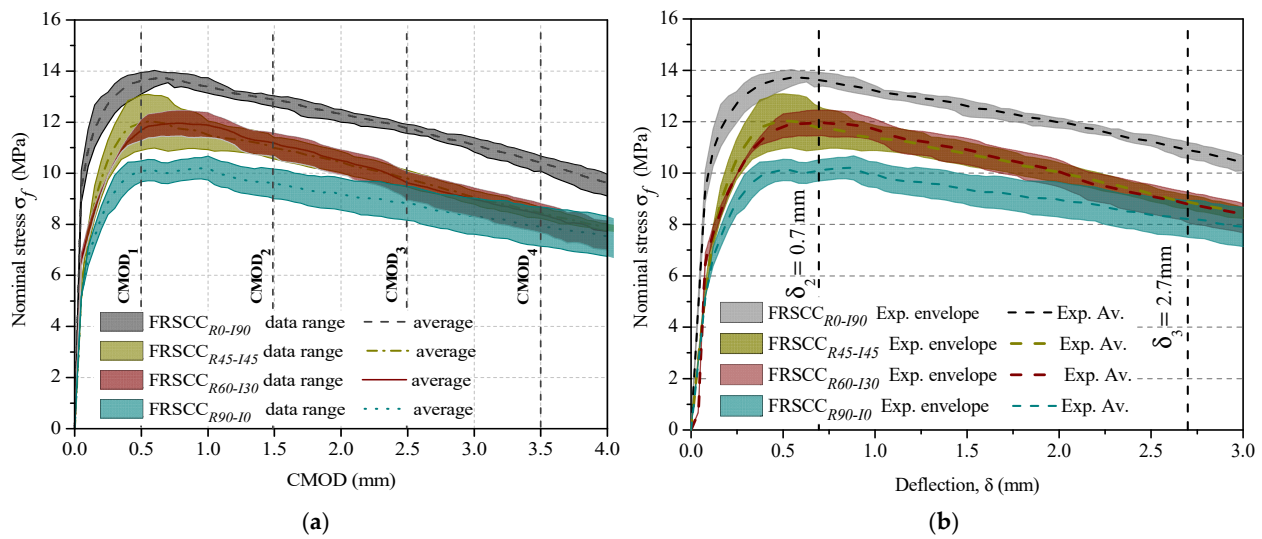 16
14
12
10
8
6
4
2
0
Nominal stress σf (MPa)
CMOD1
CMOD2
CMOD3
CMOD4
FRSCCR0-I90 data range average
FRSCCR45-I45 data range average
FRSCCR60-I30 data range average
FRSCCR90-I0 data range average
0.0 0.5 1.0 1.5 2.0 2.5 3.0 3.5 4.0
CMOD (mm)
(a)
16
14
12
10
8
6
4
2
0
Nominal stress σf (MPa)
δ2 = 0.7mm
δ3 = 2.7mm
FRSCCR0-I90 Exp. envelope Exp. Av.
FRSCCR45-I45 Exp. envelope Exp. Av.
FRSCCR60-I30 Exp. envelope Exp. Av.
FRSCCR90-I0 Exp. envelope Exp. Av.
0.0 0.5 1.0 1.5 2.0 2.5 3.0
Deflection, δ (mm)
(b)